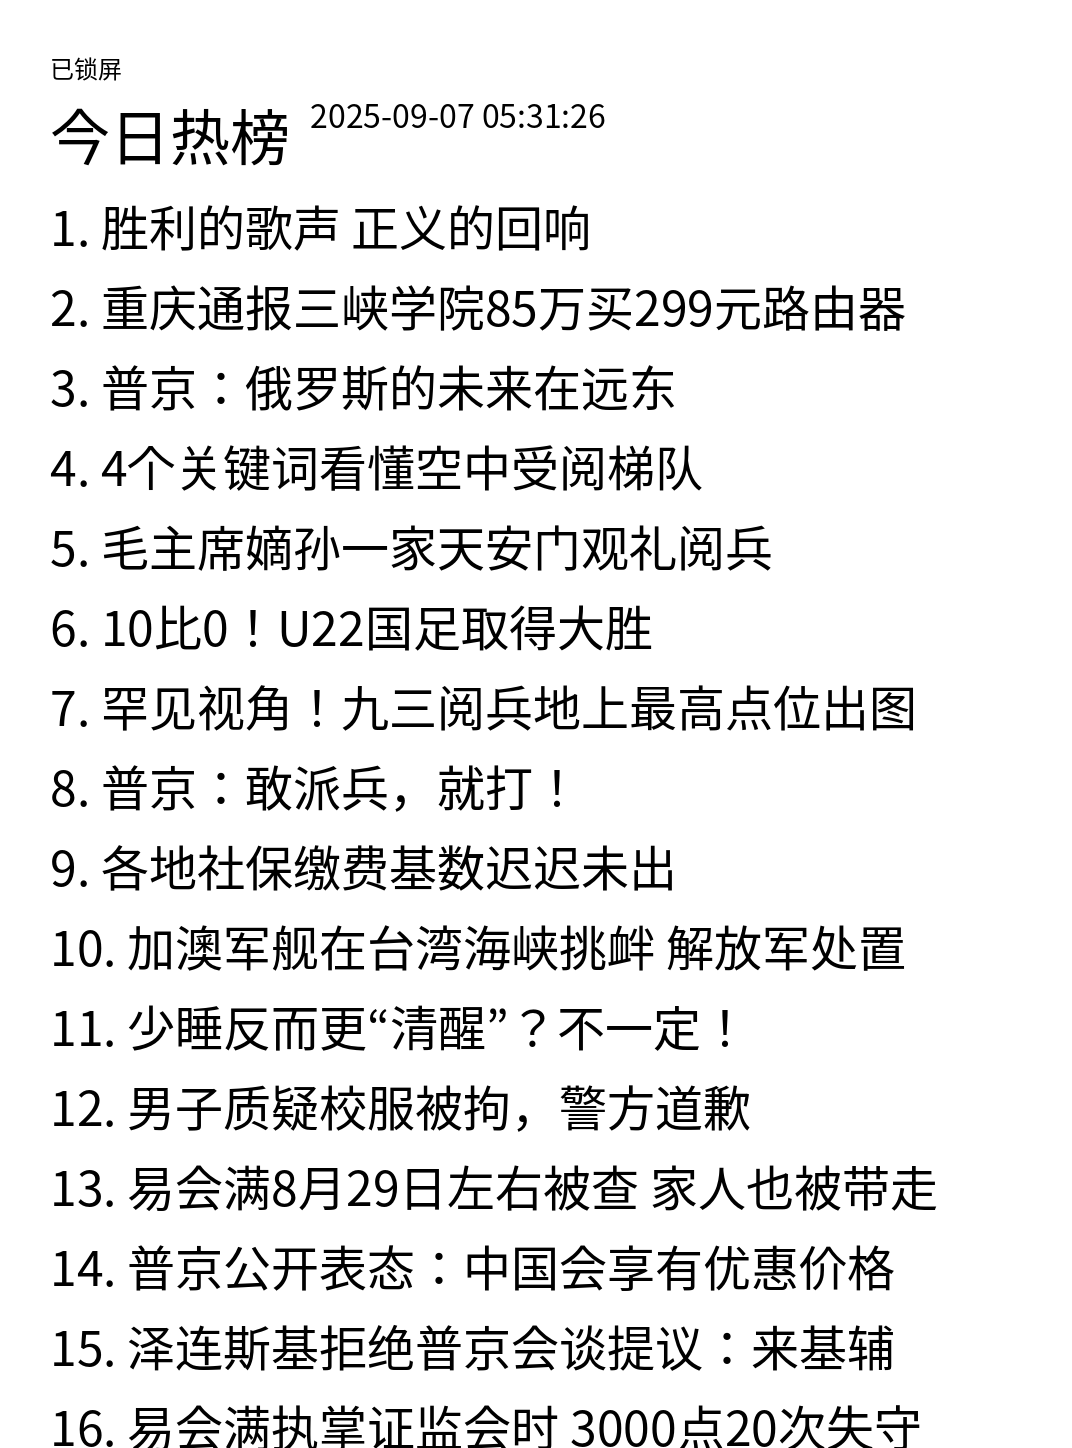 已锁屏
今日热榜 2025-09-07 05:31:26
1. 胜利的歌声 正义的回响
2. 重庆通报三峡学院85万买299元路由器
3. 普京：俄罗斯的未来在远东
4. 4个关键词看懂空中受阅梯队
5. 毛主席嫡孙一家天安门观礼阅兵
6. 10比0！U22国足取得大胜
7. 罕见视角！九三阅兵地上最高点位出图
8. 普京：敢派兵，就打！
9. 各地社保缴费基数迟迟未出
10. 加澳军舰在台湾海峡挑衅 解放军处置
11. 少睡反而更“清醒”？不一定！
12. 男子质疑校服被拘，警方道歉
13. 易会满8月29日左右被查 家人也被带走
14. 普京公开表态：中国会享有优惠价格
15. 泽连斯基拒绝普京会谈提议：来基辅
16. 易会满执掌证监会时 3000点20次失守